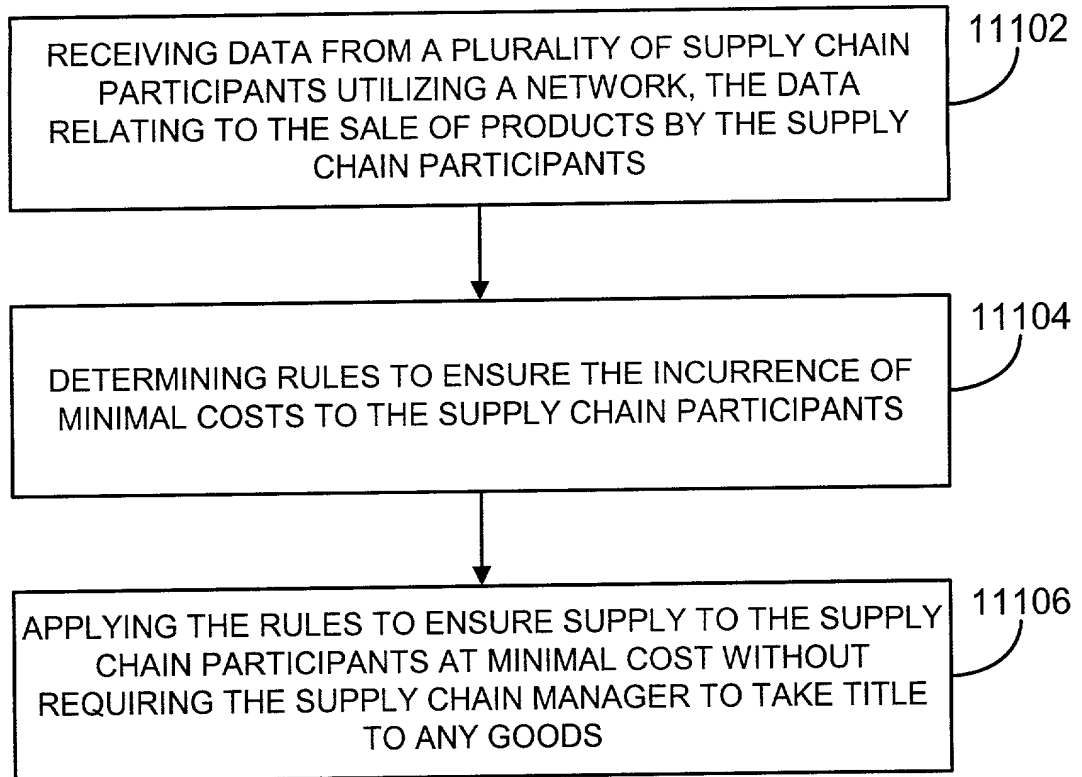 RECEIVING DATA FROM A PLURALITY OF SUPPLY CHAIN
PARTICIPANTS UTILIZING A NETWORK, THE DATA
RELATING TO THE SALE OF PRODUCTS BY THE SUPPLY
CHAIN PARTICIPANTS
11102
DETERMINING RULES TO ENSURE THE INCURRENCE OF
MINIMAL COSTS TO THE SUPPLY CHAIN PARTICIPANTS
11104
APPLYING THE RULES TO ENSURE SUPPLY TO THE SUPPLY
CHAIN PARTICIPANTS AT MINIMAL COST WITHOUT
REQUIRING THE SUPPLY CHAIN MANAGER TO TAKE TITLE
TO ANY GOODS
11106